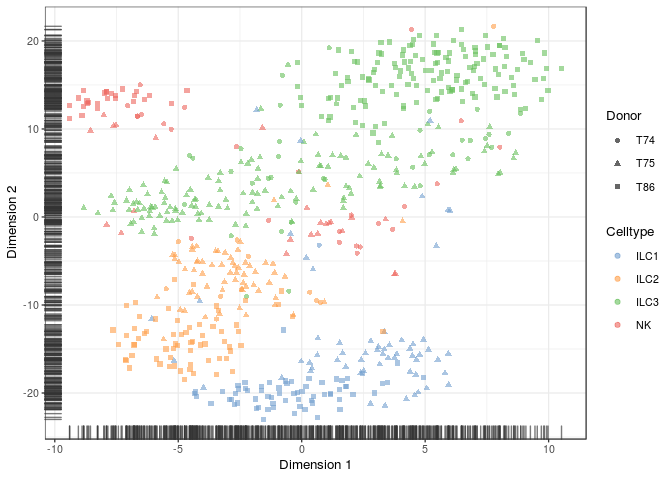 20
10
0
-10
-20
Dimension 2
-10
-5
0
5
10
Dimension 1
Donor
T74
T75
T86
Celltype
ILC1
ILC2
ILC3
NK